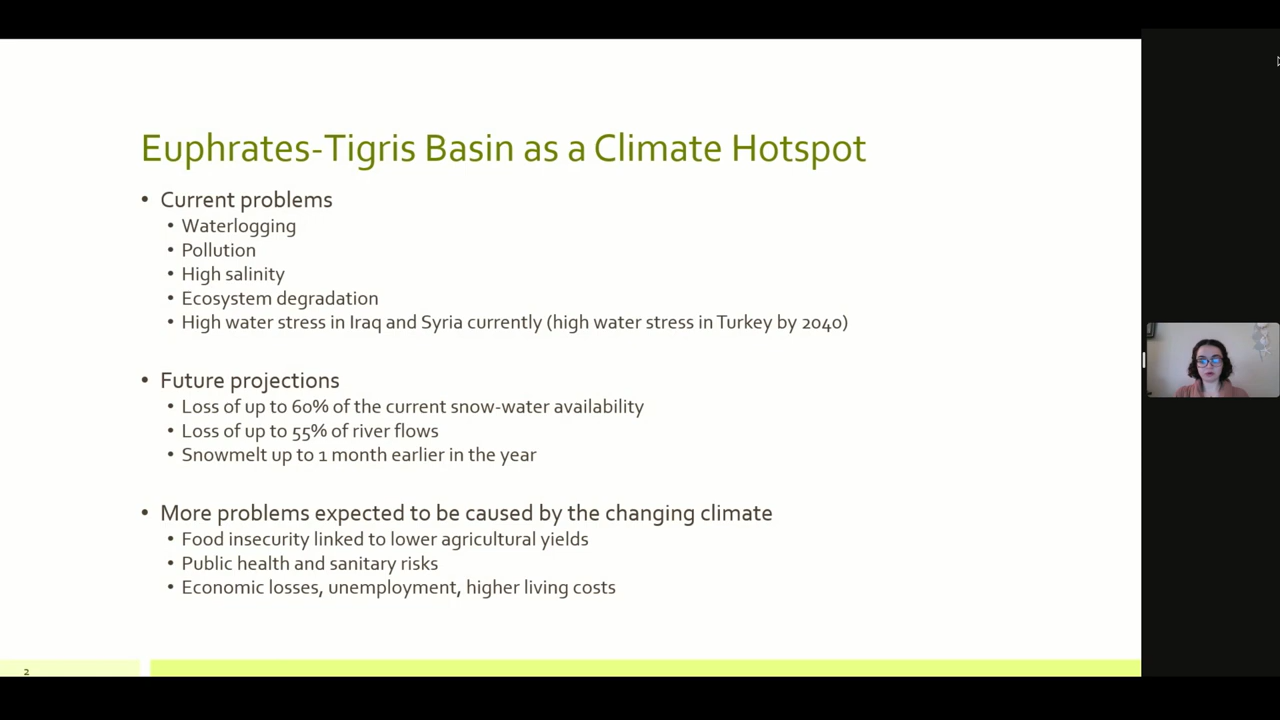 Euphrates-Tigris Basin as a Climate Hotspot
• Current problems
• Waterlogging
• Pollution
• High salinity
• Ecosystem degradation
• High water stress in Iraq and Syria currently (high water stress in Turkey by 2040)
• Future projections
• Loss of up to 60% of the current snow-water availability
• Loss of up to 55% of river flows
• Snowmelt up to 1 month earlier in the year
• More problems expected to be caused by the changing climate
• Food insecurity linked to lower agricultural yields
• Public health and sanitary risks
• Economic losses, unemployment, higher living costs
2